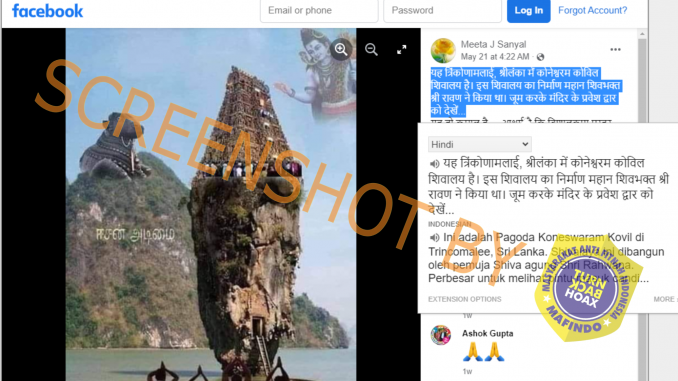 facebook
Email or phone
Password
Log In
Forgot Account?
Meeta J Sanyal
May 21 at 4:22 AM
यह त्रिंकोणामलाई, श्रीलंका में कोनेश्वरम कोविल
शिवालय है। इस शिवालय का निर्माण महान शिवभक्त
श्री रावण ने किया था। जूम करके मंदिर के प्रवेश द्वार
को देखें...
Hindi
यह त्रिंकोणामलाई, श्रीलंका में कोनेश्वरम कोविल
शिवालय है। इस शिवालय का निर्माण महान शिवभक्त श्री
रावण ने किया था। जूम करके मंदिर के प्रवेश द्वार को
देखें...
INDONESIAN
Ini adalah Pagoda Koneswaram Kovil di
Trincomalee, Sri Lanka. dibangun
oleh pemuja Shiva agung Shri
Perbesar untuk melihat
EXTENSION OPTIONS
MORE
1w
Ashok Gupta
1w
ஈசன் அடிமை
SCREENSHOT BY
MASYARAKAT ANTI FITNAH INDONESIA
TURN
BACK
HOAX
MAFINDO